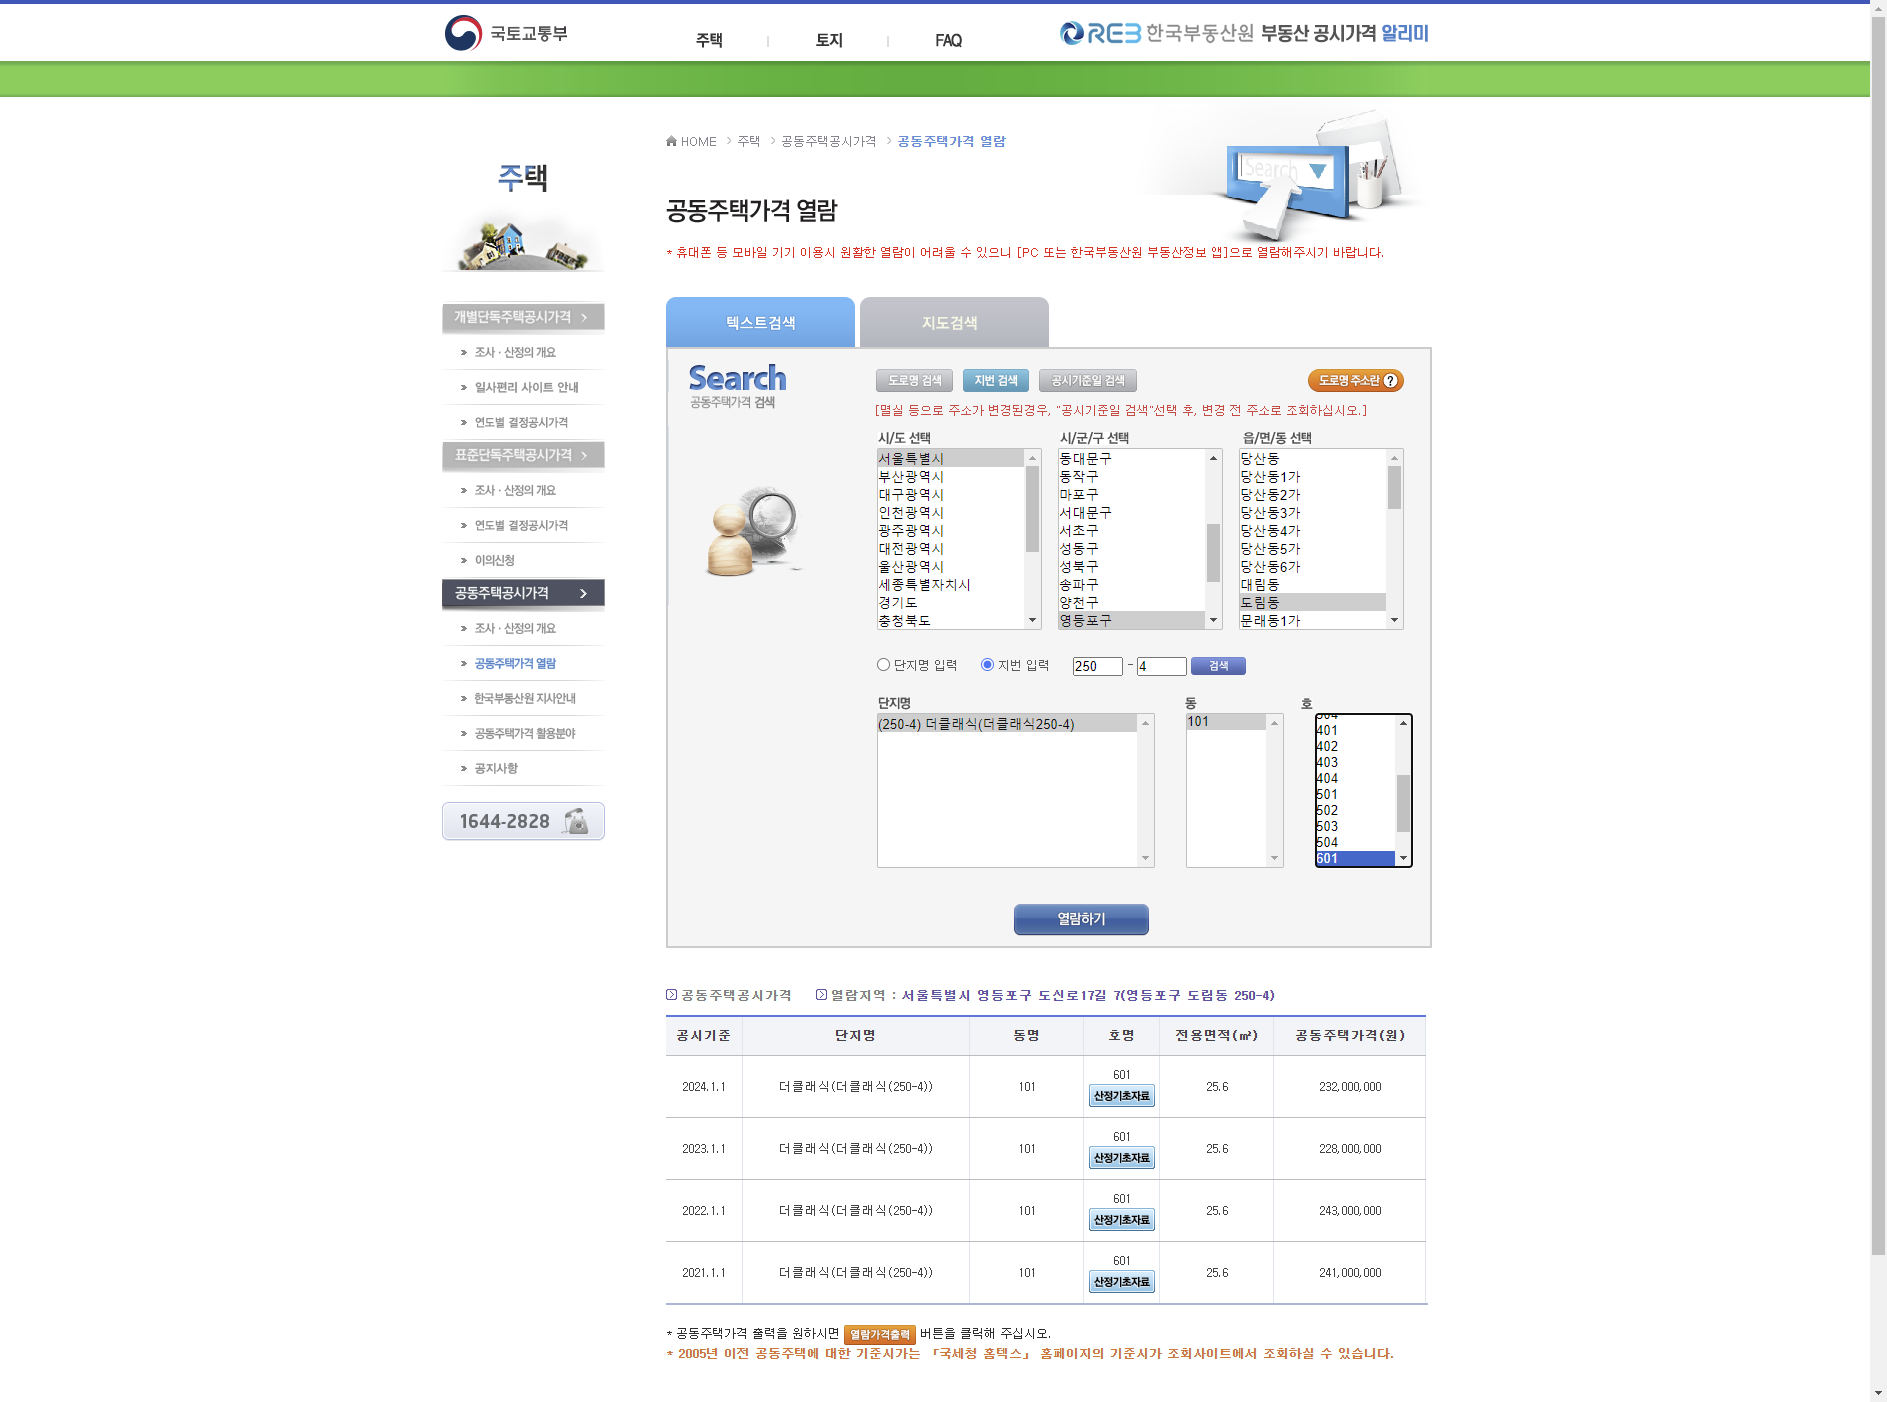 국토교통부
주택
토지
FAQ
REB 한국부동산원 부동산 공시가격 알리미
HOME > 주택 > 공동주택공시가격 > 공동주택가격 열람
주택
Search
공동주택가격 열람
* 휴대폰 등 모바일 기기 이용시 원활한 열람이 어려울 수 있으니 [PC 또는 한국부동산원 부동산정보 앱]으로 열람해주시기 바랍니다.
개별단독주택공시가격 >
» 조사 · 산정의 개요
» 일사편리 사이트 안내
» 연도별 결정공시가격
표준단독주택공시가격 >
» 조사 · 산정의 개요
» 연도별 결정공시가격
» 이의신청
공동주택공시가격 >
» 조사 · 산정의 개요
» 공동주택가격 열람
» 한국부동산원 지사안내
» 공동주택가격 활용분야
» 공지사항
1644-2828
텍스트검색
지도검색
Search
공동주택가격 검색
도로명 검색
지번 검색
공시기준일 검색
도로명 주소란 ?
[멸실 등으로 주소가 변경된경우, "공시기준일 검색"선택 후, 변경 전 주소로 조회하십시오.]
시/도 선택
서울특별시
부산광역시
대구광역시
인천광역시
광주광역시
대전광역시
울산광역시
세종특별자치시
경기도
충청북도
시/군/구 선택
동대문구
동작구
마포구
서대문구
서초구
성동구
성북구
송파구
양천구
영등포구
읍/면/동 선택
당산동
당산동1가
당산동2가
당산동3가
당산동4가
당산동5가
당산동6가
대림동
도림동
문래동1가
단지명 입력
지번 입력
250 - 4
검색
단지명
(250-4) 더클래식(더클래식250-4)
동
101
호
304
401
402
403
404
501
502
503
504
601
열람하기
공동주택공시가격
열람지역 : 서울특별시 영등포구 도신로17길 7(영등포구 도림동 250-4)
공시기준 단지명 동명 호명 전용면적(㎡) 공동주택가격(원)
2024.1.1 더클래식(더클래식(250-4)) 101 601 산정기초자료 25.6 232,000,000
2023.1.1 더클래식(더클래식(250-4)) 101 601 산정기초자료 25.6 228,000,000
2022.1.1 더클래식(더클래식(250-4)) 101 601 산정기초자료 25.6 243,000,000
2021.1.1 더클래식(더클래식(250-4)) 101 601 산정기초자료 25.6 241,000,000
* 공동주택가격 출력을 원하시면 열람가격출력 버튼을 클릭해 주십시오.
* 2005년 이전 공동주택에 대한 기준시가는 「국세청 홈텍스」 홈페이지의 기준시가 조회사이트에서 조회하실 수 있습니다.